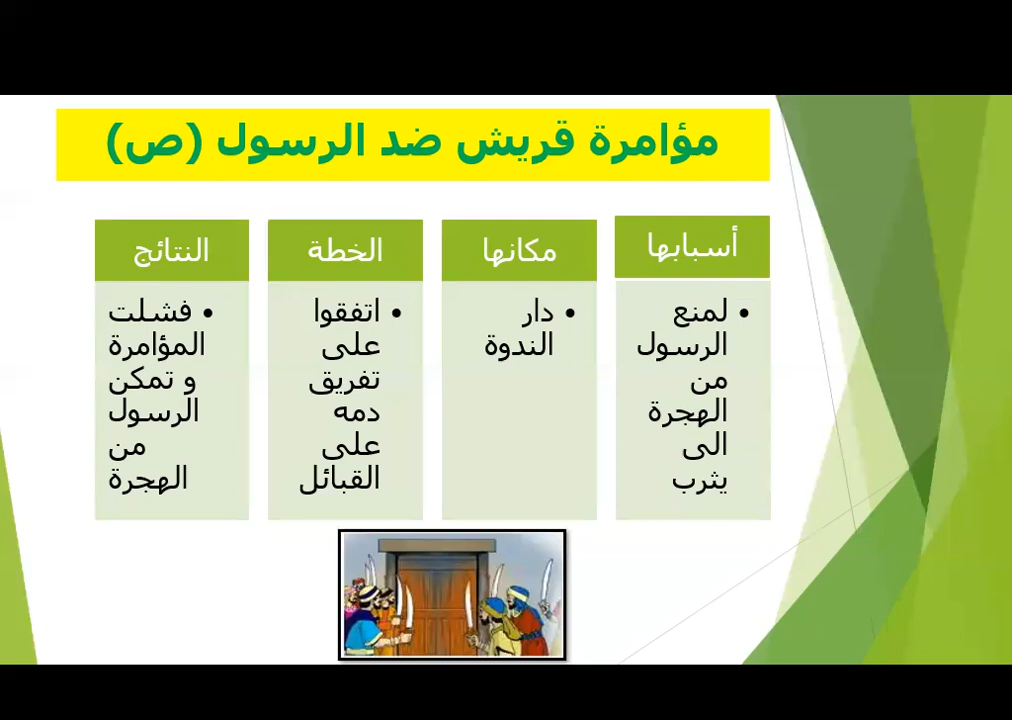 مؤامرة قريش ضد الرسول (ص)
أسبابها
• لمنع
الرسول
من
الهجرة
الى
يثرب
مكانها
• دار
الندوة
الخطة
• اتفقوا
على
تفريق
دمه
على
القبائل
النتائج
• فشلت
المؤامرة
و تمكن
الرسول
من
الهجرة